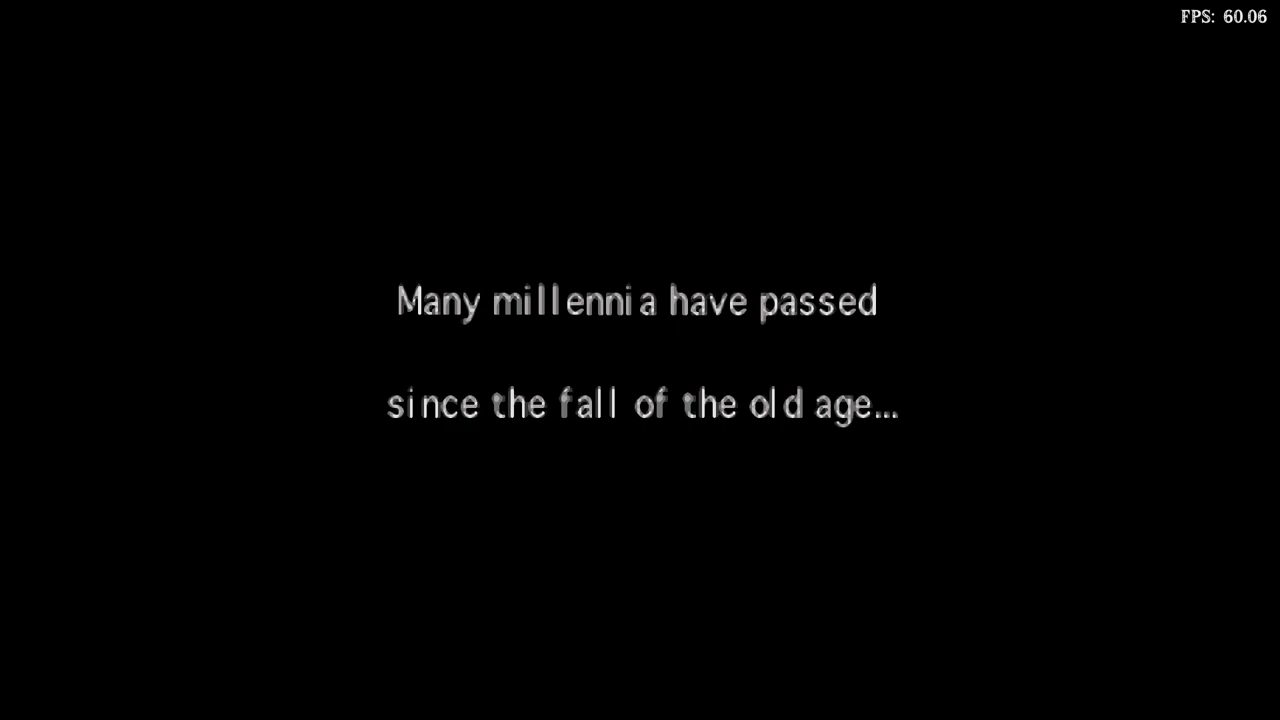 FPS: 60.06
Many millennia have passed
since the fall of the old age...